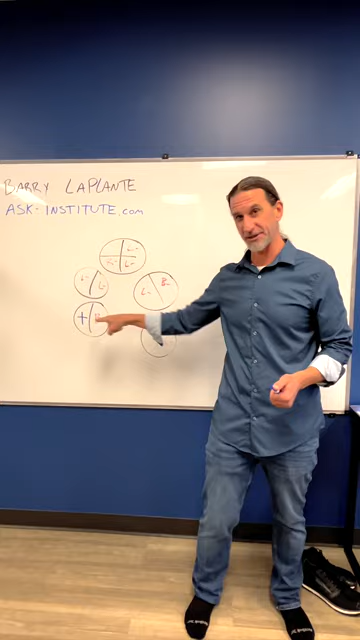 BARRY LAPLANTE
ASK-INSTITUTE.com
L-
L-
L-
L-
L-
B-
+